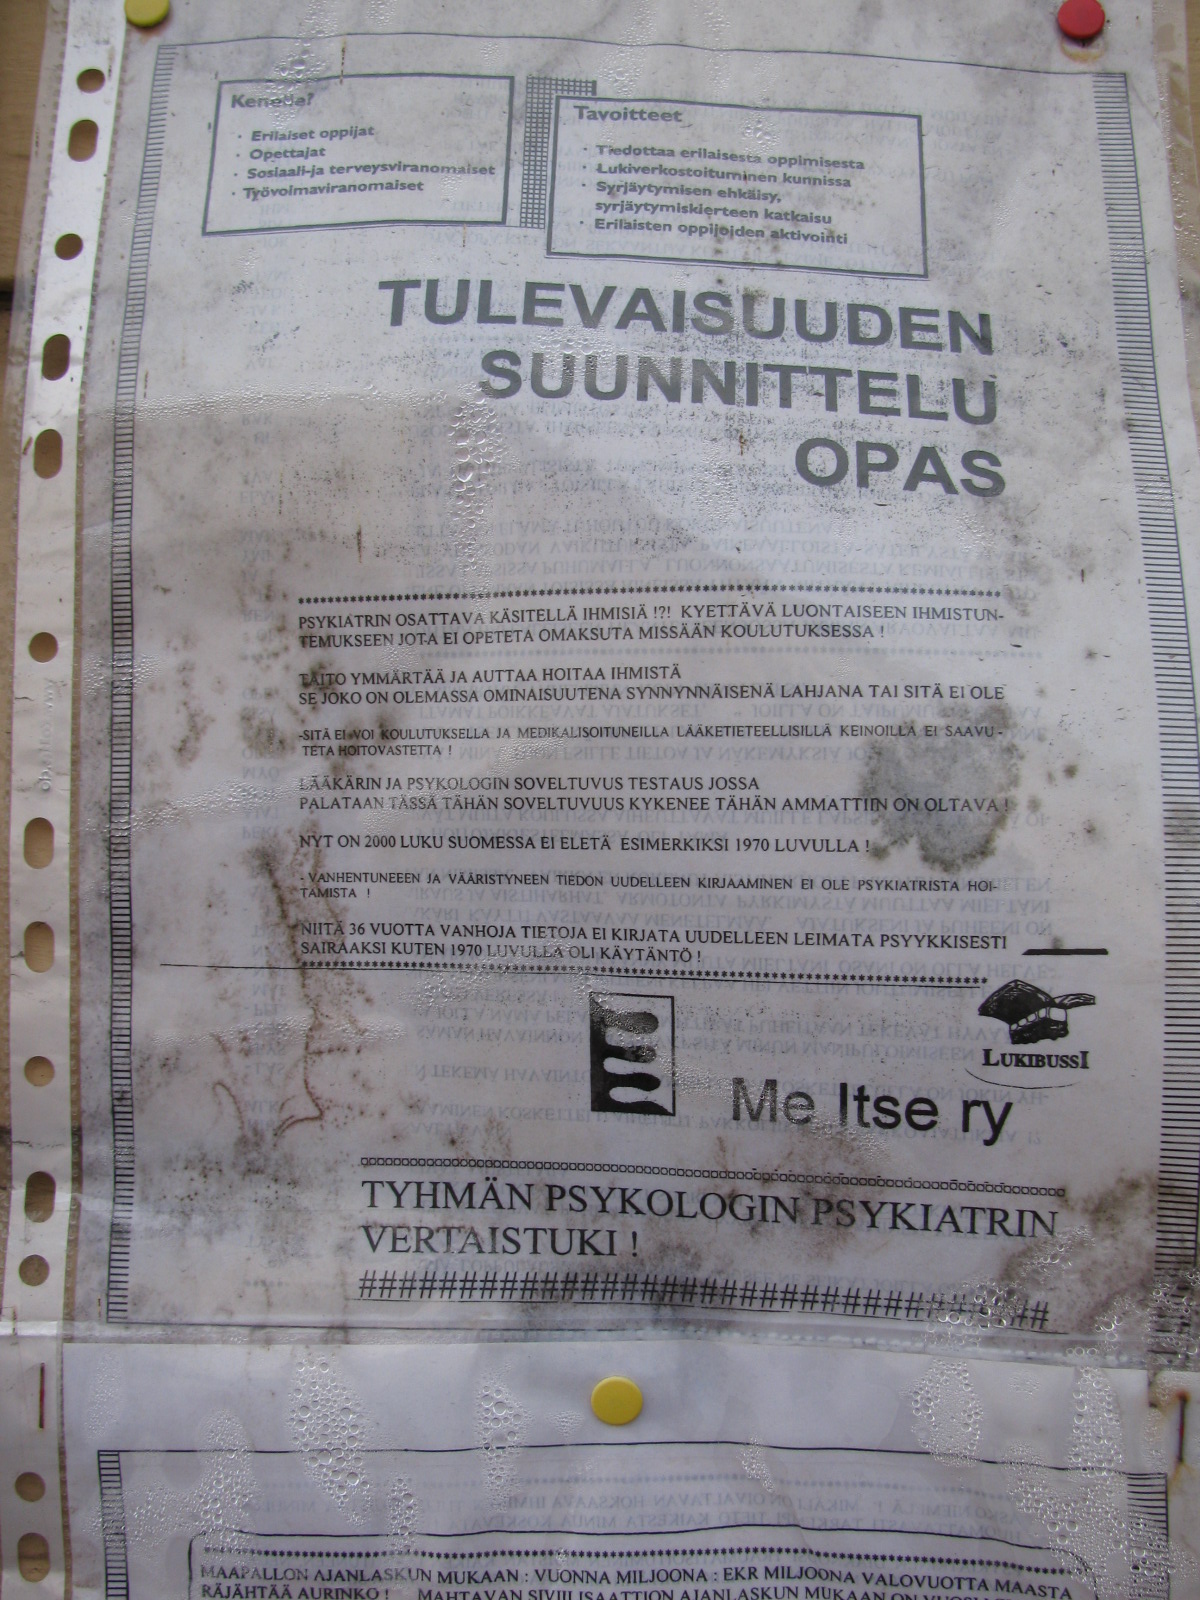 Kenelle?
· Erilaiset oppijat
· Opettajat
· Sosiaali-ja terveysviranomaiset
· Työvoimaviranomaiset
Tavoitteet
· Tiedottaa erilaisesta oppimisesta
· Lukiverkostoituminen kunnissa
· Syrjäytymisen ehkäisy,
syrjäytymiskierteen katkaisu
· Erilaisten oppijoiden aktivointi
TULEVAISUUDEN
SUUNNITTELU
OPAS
PSYKIATRIN OSATTAVA KÄSITELLÄ IHMISIÄ !?! KYETTÄVÄ LUONTAISEEN IHMISTUN-
TEMUKSEEN JOTA EI OPETETA OMAKSUTA MISSÄÄN KOULUTUKSESSA !
TAITO YMMÄRTÄÄ JA AUTTAA HOITAA IHMISTÄ
SE JOKO ON OLEMASSA OMINAISUUTENA SYNNYNNÄISENÄ LAHJANA TAI SITÄ EI OLE
-SITÄ EI VOI KOULUTUKSELLA JA MEDIKALISOITUNEILLA LÄÄKETIETEELLISILLÄ KEINOILLA EI SAAVU-
TETA HOITOVASTETTA !
LÄÄKÄRIN JA PSYKOLOGIN SOVELTUVUS TESTAUS JOSSA
PALATAAN TÄSSÄ TÄHÄN SOVELTUVUUS KYKENEE TÄHÄN AMMATTIIN ON OLTAVA !
NYT ON 2000 LUKU SUOMESSA EI ELETÄ ESIMERKIKSI 1970 LUVULLA !
- VANHENTUNEEEN JA VÄÄRISTYNEEN TIEDON UUDELLEEN KIRJAAMINEN EI OLE PSYKIATRISTA HOI-
TAMISTA !
NIITÄ 36 VUOTTA VANHOJA TIETOJA EI KIRJATA UUDELLEEN LEIMATA PSYYKKISESTI
SAIRAAKSI KUTEN 1970 LUVULLA OLI KÄYTÄNTÖ !
LUKIBUSSI
Me Itse ry
TYHMÄN PSYKOLOGIN PSYKIATRIN
VERTAISTUKI !
###################################
MAAPALLON AJANLASKUN MUKAAN : VUONNA MILJOONA : EKR MILJOONA VALOVUOTTA MAASTA
RÄJÄHTÄÄ AURINKO ! MAHTAVAN SIVIILISAATTION AJANLASKUN MUKAAN ON